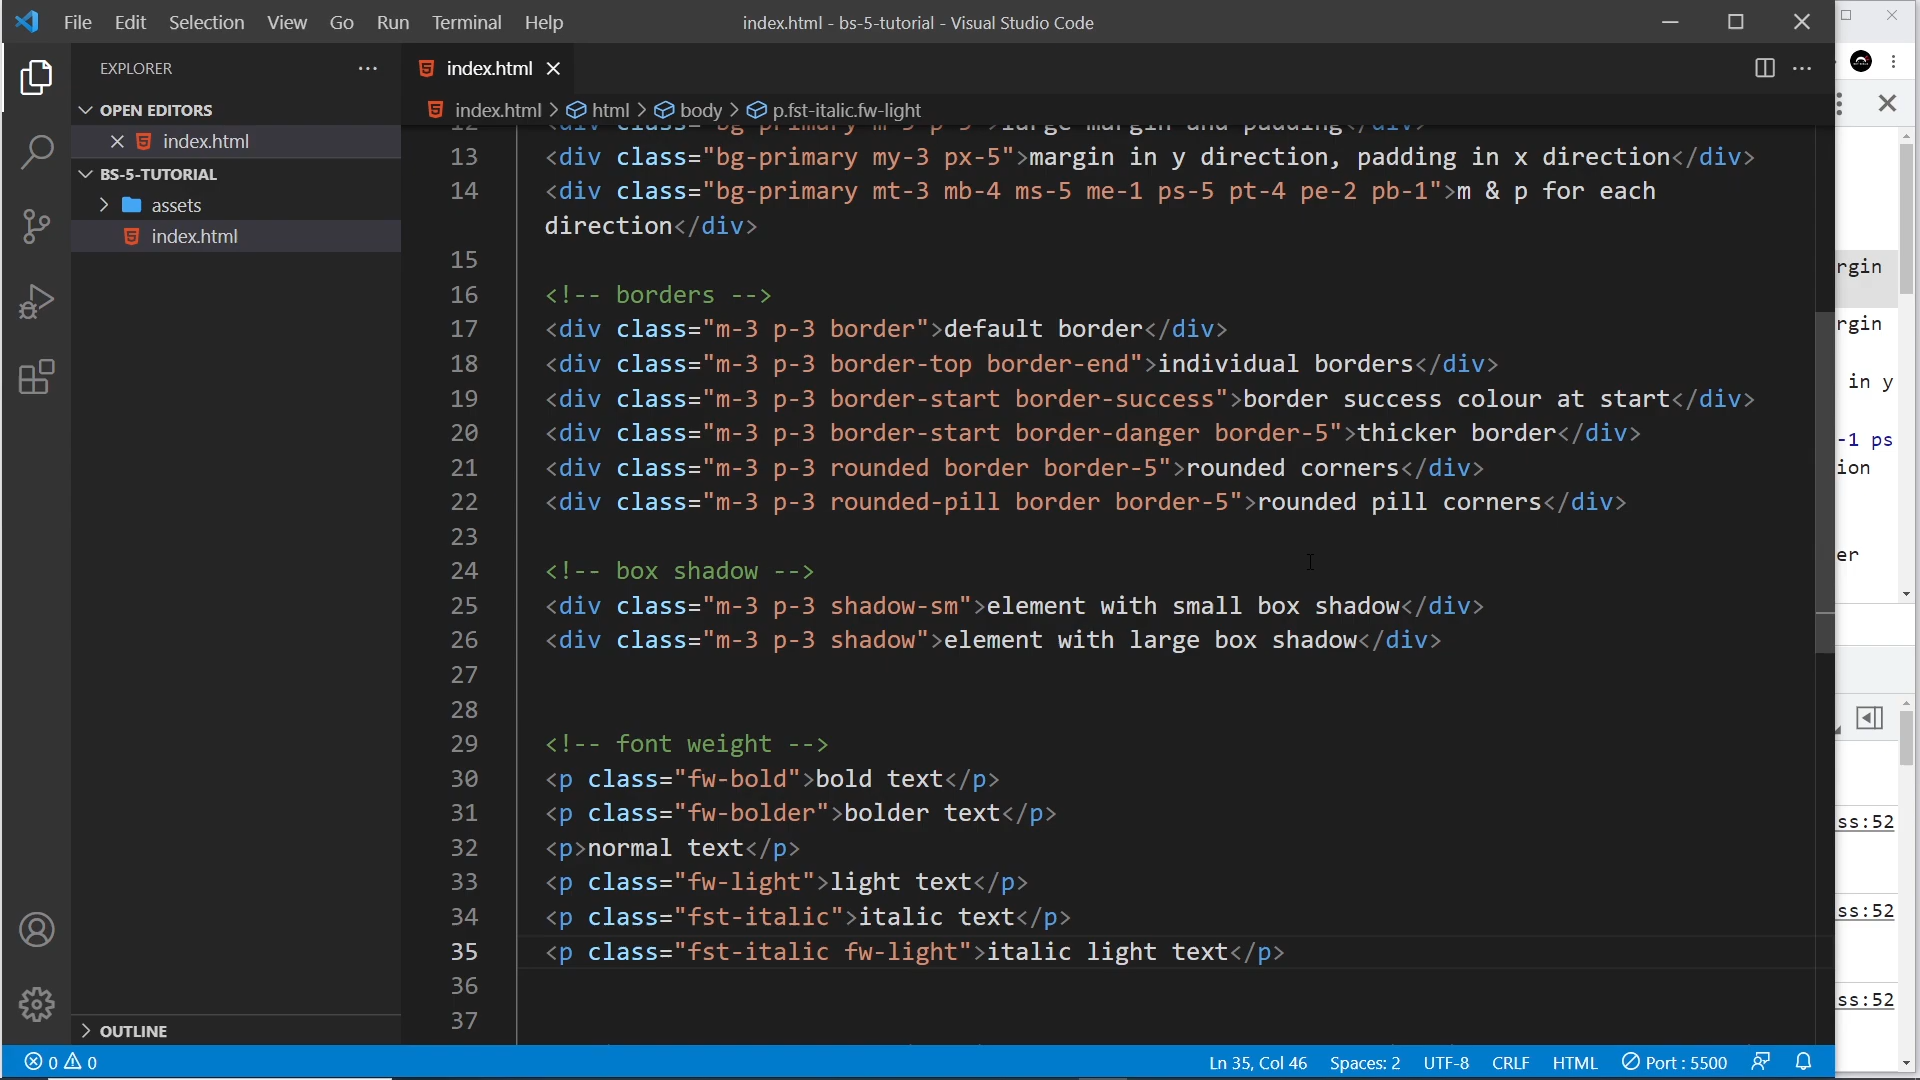 File Edit Selection View Go Run Terminal Help
index.html - bs-5-tutorial - Visual Studio Code
EXPLORER
index.html
OPEN EDITORS
index.html > html > body > p.fst-italic.fw-light
index.html
BS-5-TUTORIAL
assets
index.html
12 <div class="bg-primary m-5 p-5">large margin and padding</div>
13 <div class="bg-primary my-3 px-5">margin in y direction, padding in x direction</div>
14 <div class="bg-primary mt-3 mb-4 ms-5 me-1 ps-5 pt-4 pe-2 pb-1">m & p for each
direction</div>
15
16 <!-- borders -->
17 <div class="m-3 p-3 border">default border</div>
18 <div class="m-3 p-3 border-top border-end">individual borders</div>
19 <div class="m-3 p-3 border-start border-success">border success colour at start</div>
20 <div class="m-3 p-3 border-start border-danger border-5">thicker border</div>
21 <div class="m-3 p-3 rounded border border-5">rounded corners</div>
22 <div class="m-3 p-3 rounded-pill border border-5">rounded pill corners</div>
23
24 <!-- box shadow -->
25 <div class="m-3 p-3 shadow-sm">element with small box shadow</div>
26 <div class="m-3 p-3 shadow">element with large box shadow</div>
27
28
29 <!-- font weight -->
30 <p class="fw-bold">bold text</p>
31 <p class="fw-bolder">bolder text</p>
32 <p>normal text</p>
33 <p class="fw-light">light text</p>
34 <p class="fst-italic">italic text</p>
35 <p class="fst-italic fw-light">italic light text</p>
36
37
rgin
rgin
in y
-1 ps
ion
er
ss:52
ss:52
ss:52
OUTLINE
0 0
Ln 35, Col 46 Spaces: 2 UTF-8 CRLF HTML Port : 5500